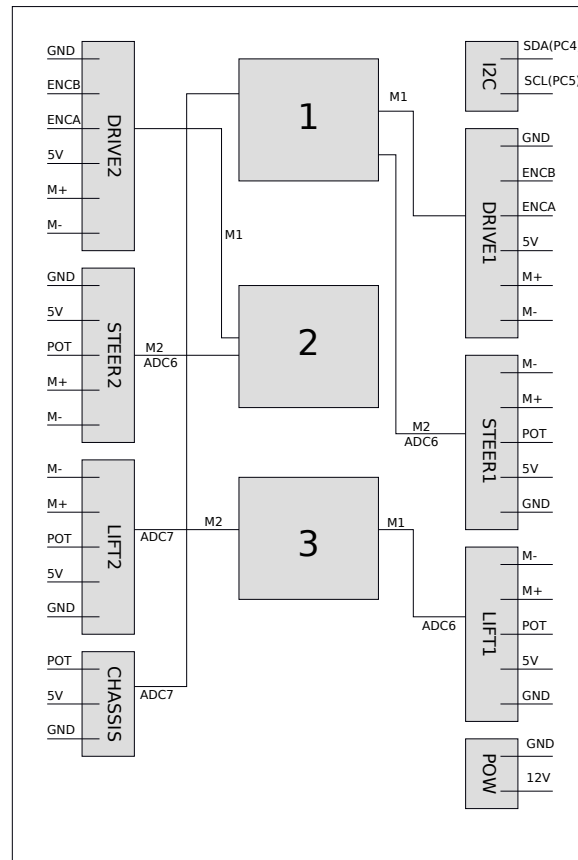 GND
ENCB
ENCA
5V
M+
M-
DRIVE2
GND
5V
POT
M+
M-
STEER2
M2
ADC6
M-
M+
POT
5V
GND
LIFT2
M2
ADC7
POT
5V
GND
CHASSIS
ADC7
1
M1
2
M1
3
M1
I2C
SDA(PC4
SCL(PC5)
DRIVE1
GND
ENCB
ENCA
5V
M+
M-
STEER1
M2
ADC6
M-
M+
POT
5V
GND
LIFT1
ADC6
M-
M+
POT
5V
GND
POW
GND
12V